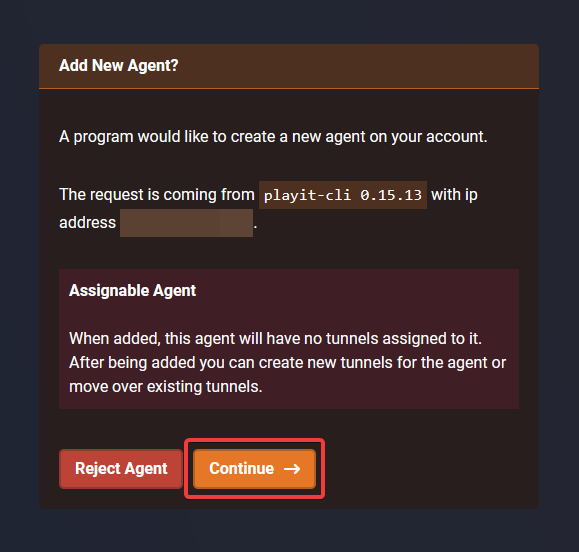 Add New Agent?
A program would like to create a new agent on your account.
The request is coming from playit-cli 0.15.13 with ip
address .
Assignable Agent
When added, this agent will have no tunnels assigned to it.
After being added you can create new tunnels for the agent or
move over existing tunnels.
Reject Agent
Continue →